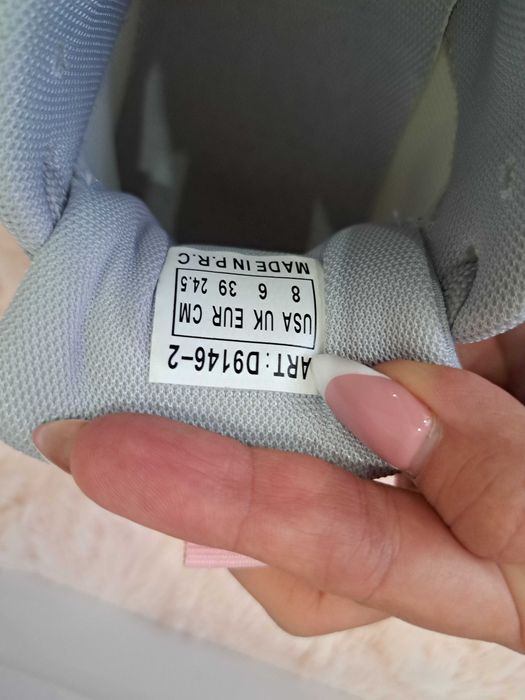 ART: D9146-2
USA UK EUR CM
8 6 39 24.5
MADE IN P.R.C